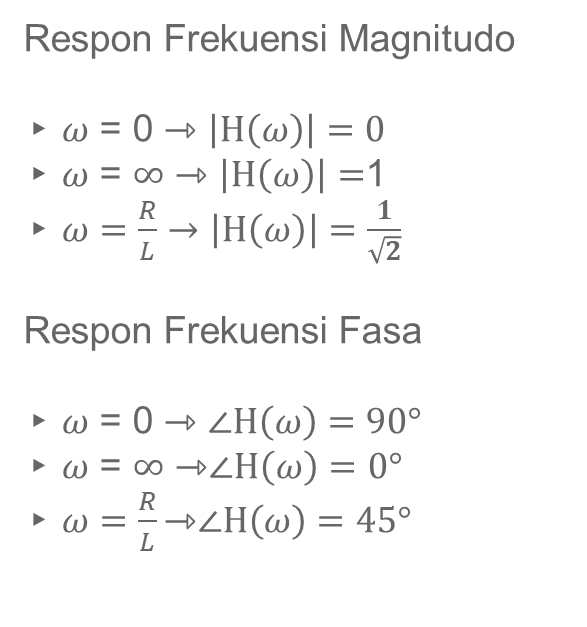 Respon Frekuensi Magnitudo
‣ 𝜔 = 0 ⇾ |H(𝜔)| = 0
‣ 𝜔 = ∞ ⇾ |H(𝜔)| =1
‣ 𝜔 = R/L → |H(𝜔)| = 1/√2
Respon Frekuensi Fasa
‣ 𝜔 = 0 ⇾ ∠H(𝜔) = 90°
‣ 𝜔 = ∞ ⇾∠H(𝜔) = 0°
‣ 𝜔 = R/L ⇾∠H(𝜔) = 45°